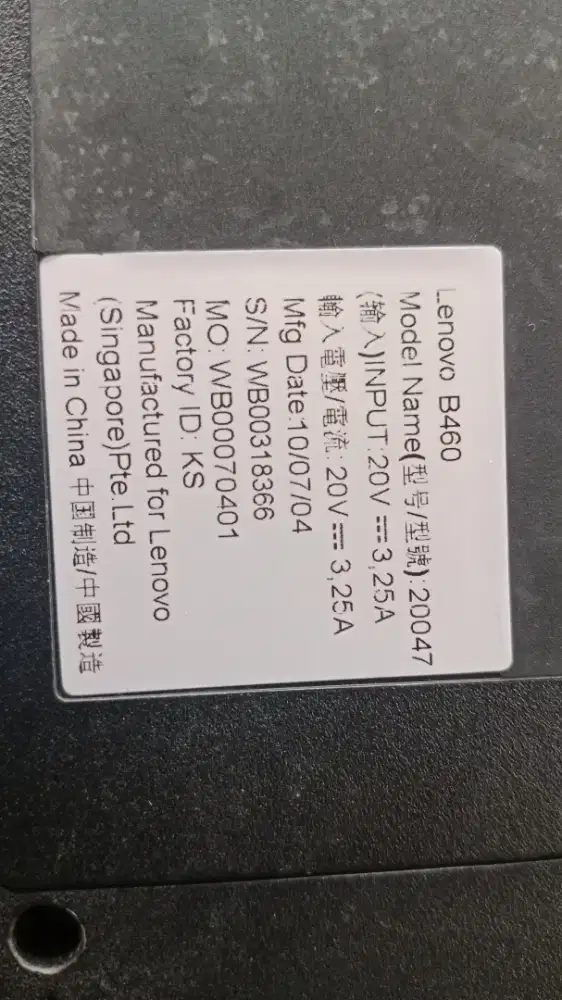 Lenovo B460
Model Name(型号/型號):20047
(输入)INPUT:20V⎓3,25A
輸入電壓/電流: 20V⎓3,25A
Mfg Date:10/07/04
S/N: WB00318366
MO: WB00070401
Factory ID: KS
Manufactured for Lenovo
(Singapore)Pte.Ltd
Made in China 中国制造/中國製造